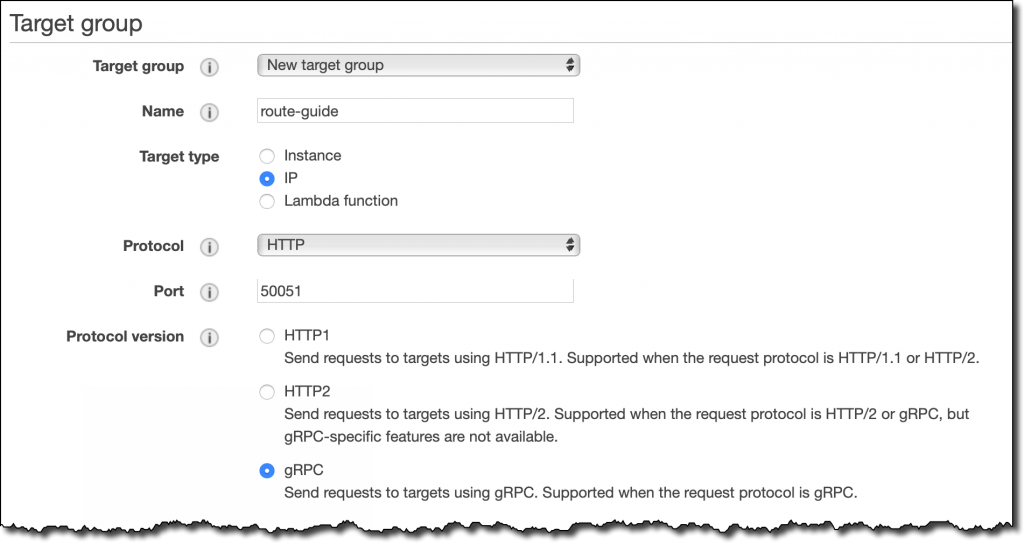 Target group
Target group i New target group
Name i route-guide
Target type Instance
IP
Lambda function
Protocol i HTTP
Port i 50051
Protocol version i HTTP1
Send requests to targets using HTTP/1.1. Supported when the request protocol is HTTP/1.1 or HTTP/2.
HTTP2
Send requests to targets using HTTP/2. Supported when the request protocol is HTTP/2 or gRPC, but
gRPC-specific features are not available.
gRPC
Send requests to targets using gRPC. Supported when the request protocol is gRPC.